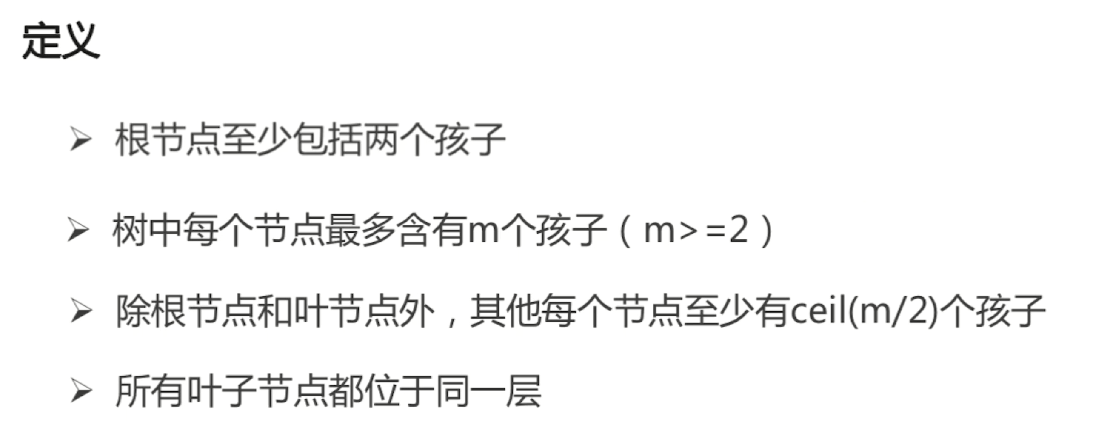 定义
➢ 根节点至少包括两个孩子
➢ 树中每个节点最多含有m个孩子（m>=2）
➢ 除根节点和叶节点外，其他每个节点至少有ceil(m/2)个孩子
➢ 所有叶子节点都位于同一层